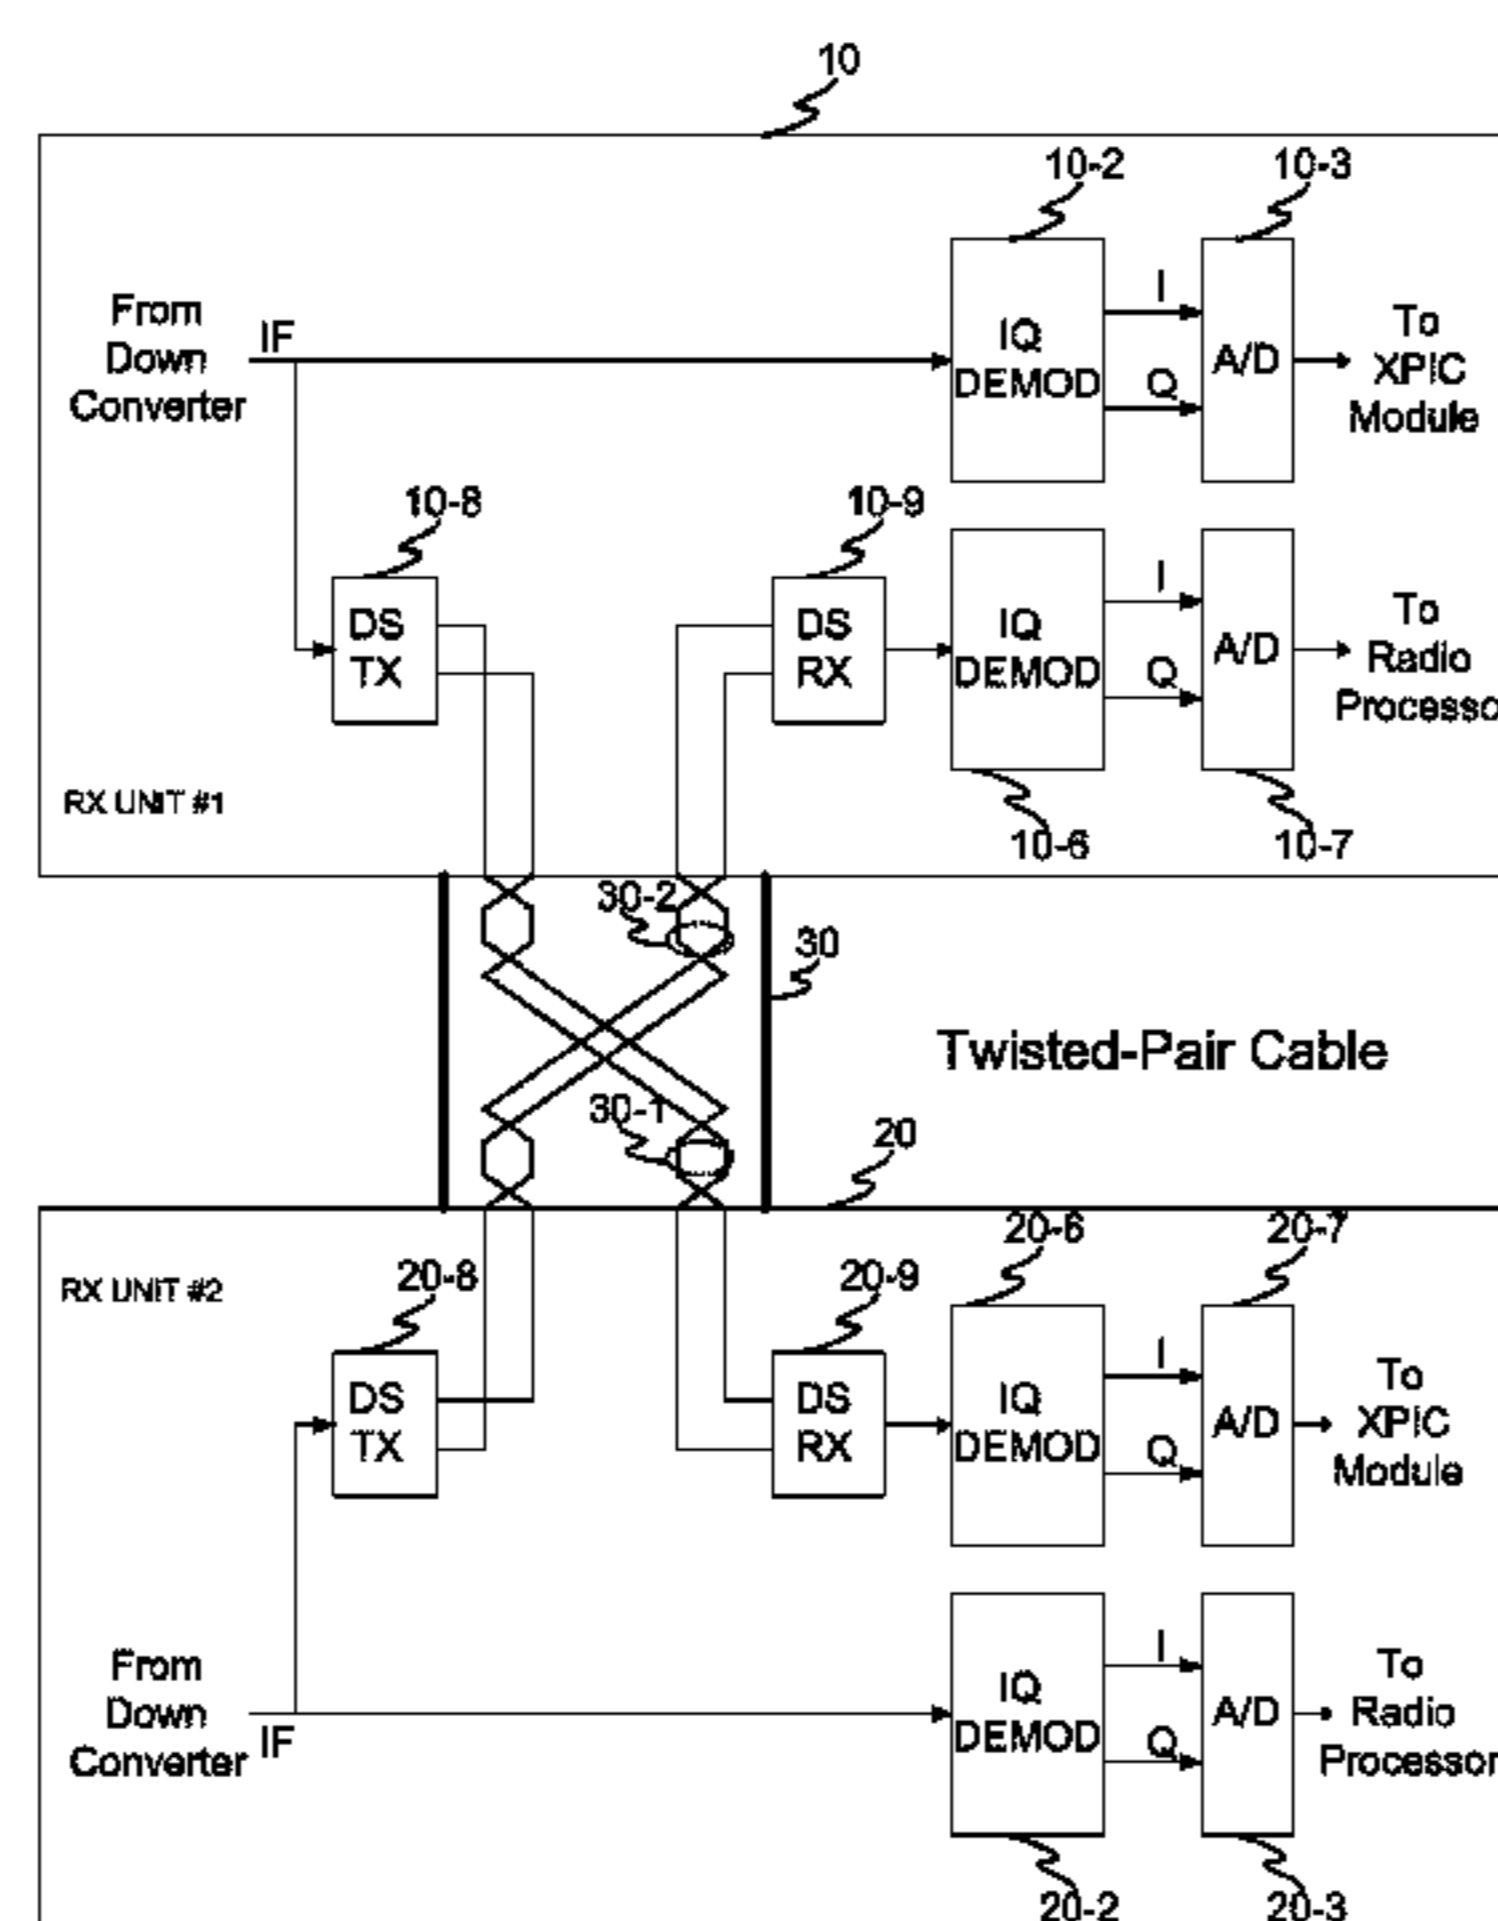 10
10-2
10-3
From
Down
Converter
IF
IQ
DEMOD
I
Q
A/D
To
XPIC
Module
10-8
10-9
DS
TX
DS
RX
IQ
DEMOD
I
Q
A/D
To
Radio
Processo
RX UNIT #1
10-6
10-7
30-2
30
Twisted-Pair Cable
30-1
20
RX UNIT #2
20-8
20-9
20-6
20-7
DS
TX
DS
RX
IQ
DEMOD
I
Q
A/D
To
XPIC
Module
From
Down
Converter
IF
IQ
DEMOD
I
Q
A/D
To
Radio
Processor
20-2
20-3